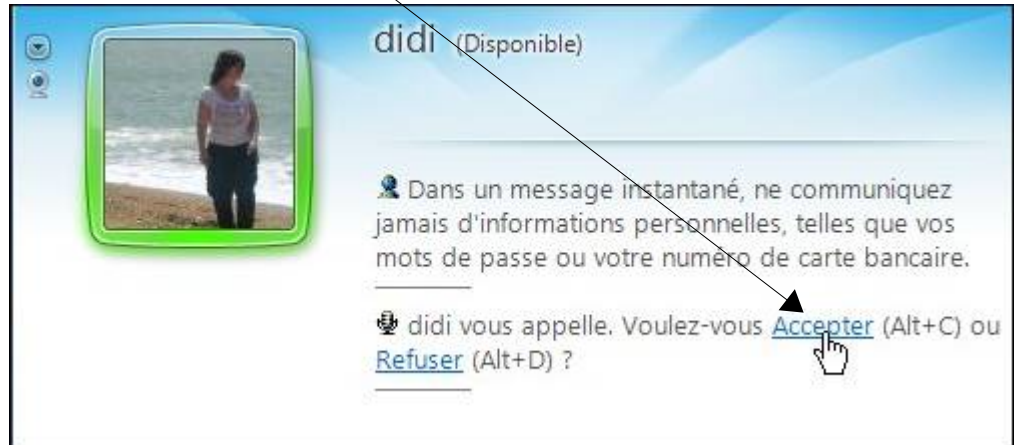 didi (Disponible)
Dans un message instantané, ne communiquez
jamais d'informations personnelles, telles que vos
mots de passe ou votre numéro de carte bancaire.
didi vous appelle. Voulez-vous Accepter (Alt+C) ou
Refuser (Alt+D) ?